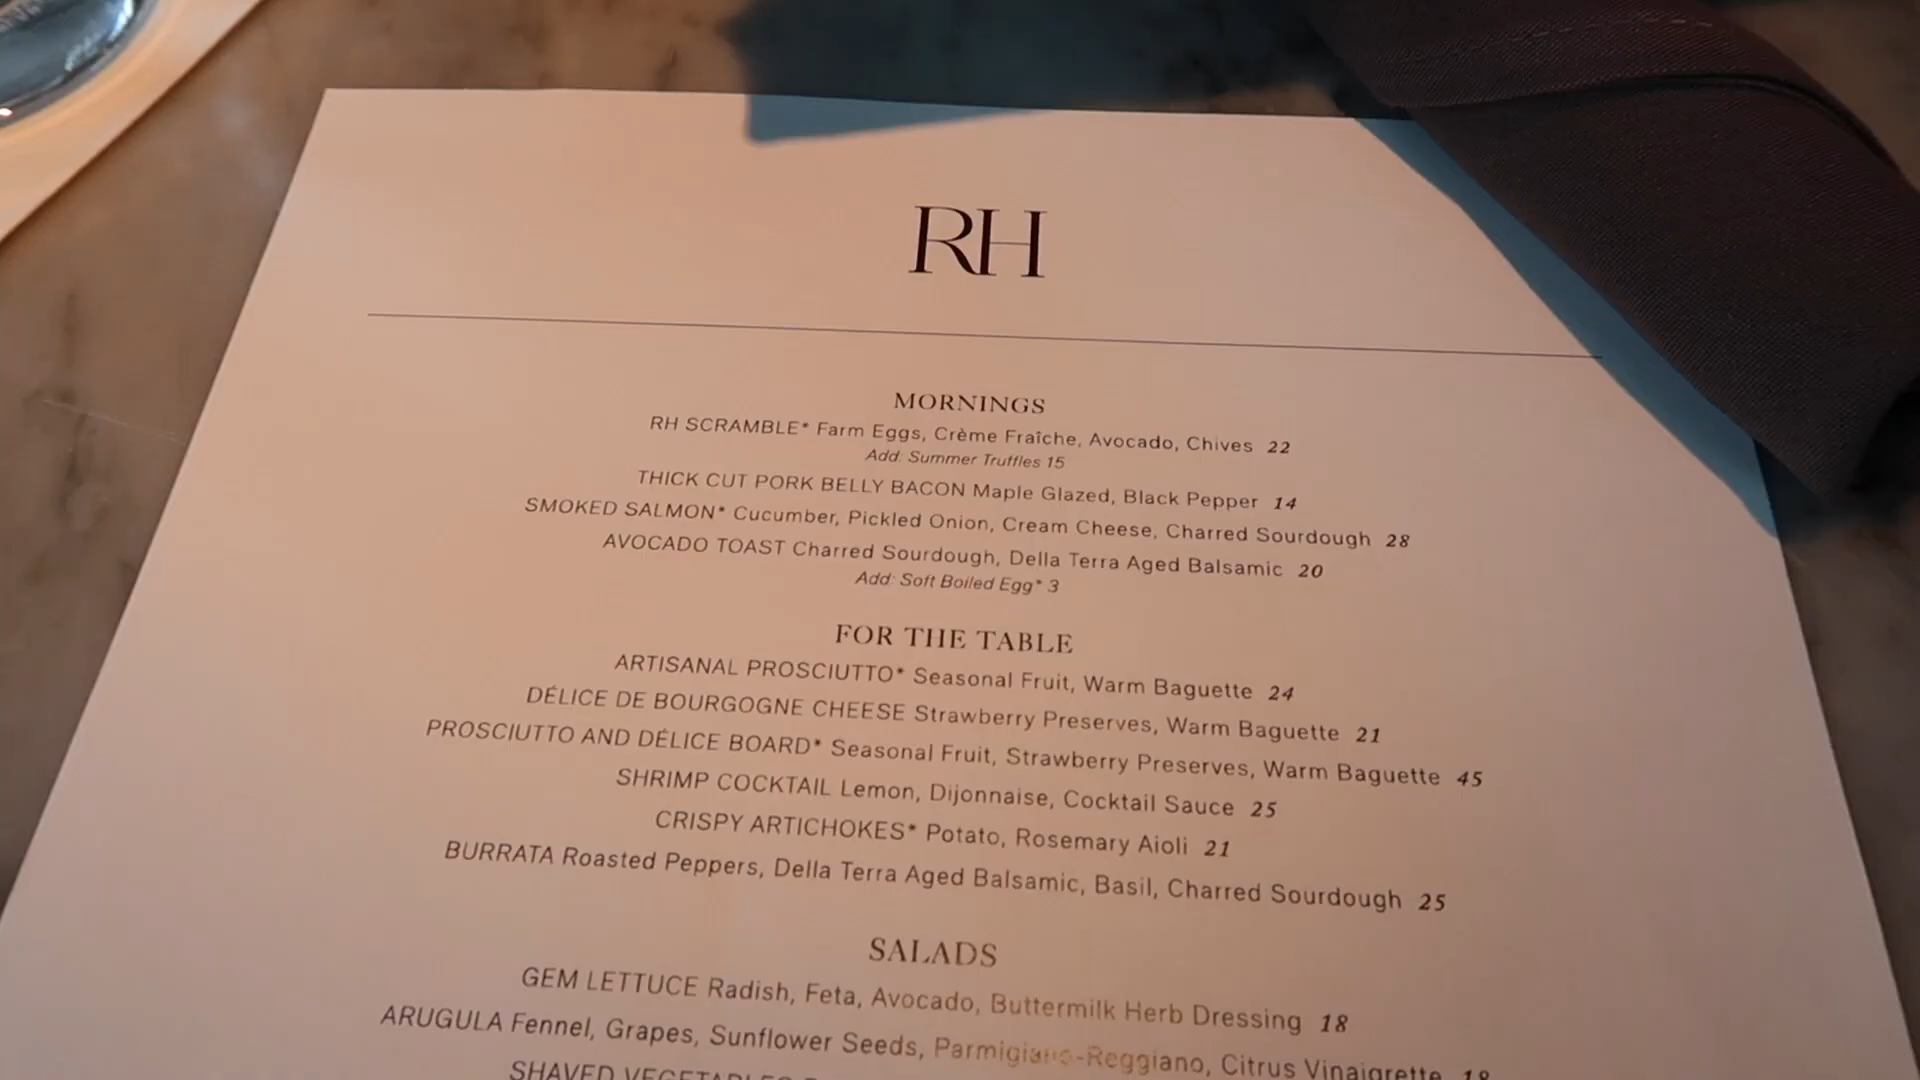 RH
MORNINGS
RH SCRAMBLE* Farm Eggs, Crème Fraîche, Avocado, Chives 22
Add: Summer Truffles 15
THICK CUT PORK BELLY BACON Maple Glazed, Black Pepper 14
SMOKED SALMON* Cucumber, Pickled Onion, Cream Cheese, Charred Sourdough 28
AVOCADO TOAST Charred Sourdough, Della Terra Aged Balsamic 20
Add: Soft Boiled Egg* 3
FOR THE TABLE
ARTISANAL PROSCIUTTO* Seasonal Fruit, Warm Baguette 24
DÉLICE DE BOURGOGNE CHEESE Strawberry Preserves, Warm Baguette 21
PROSCIUTTO AND DÉLICE BOARD* Seasonal Fruit, Strawberry Preserves, Warm Baguette 45
SHRIMP COCKTAIL Lemon, Dijonnaise, Cocktail Sauce 25
CRISPY ARTICHOKES* Potato, Rosemary Aioli 21
BURRATA Roasted Peppers, Della Terra Aged Balsamic, Basil, Charred Sourdough 25
SALADS
GEM LETTUCE Radish, Feta, Avocado, Buttermilk Herb Dressing 18
ARUGULA Fennel, Grapes, Sunflower Seeds, Parmigiano-Reggiano, Citrus Vinaigrette 18
SHAVED VEGETABLES